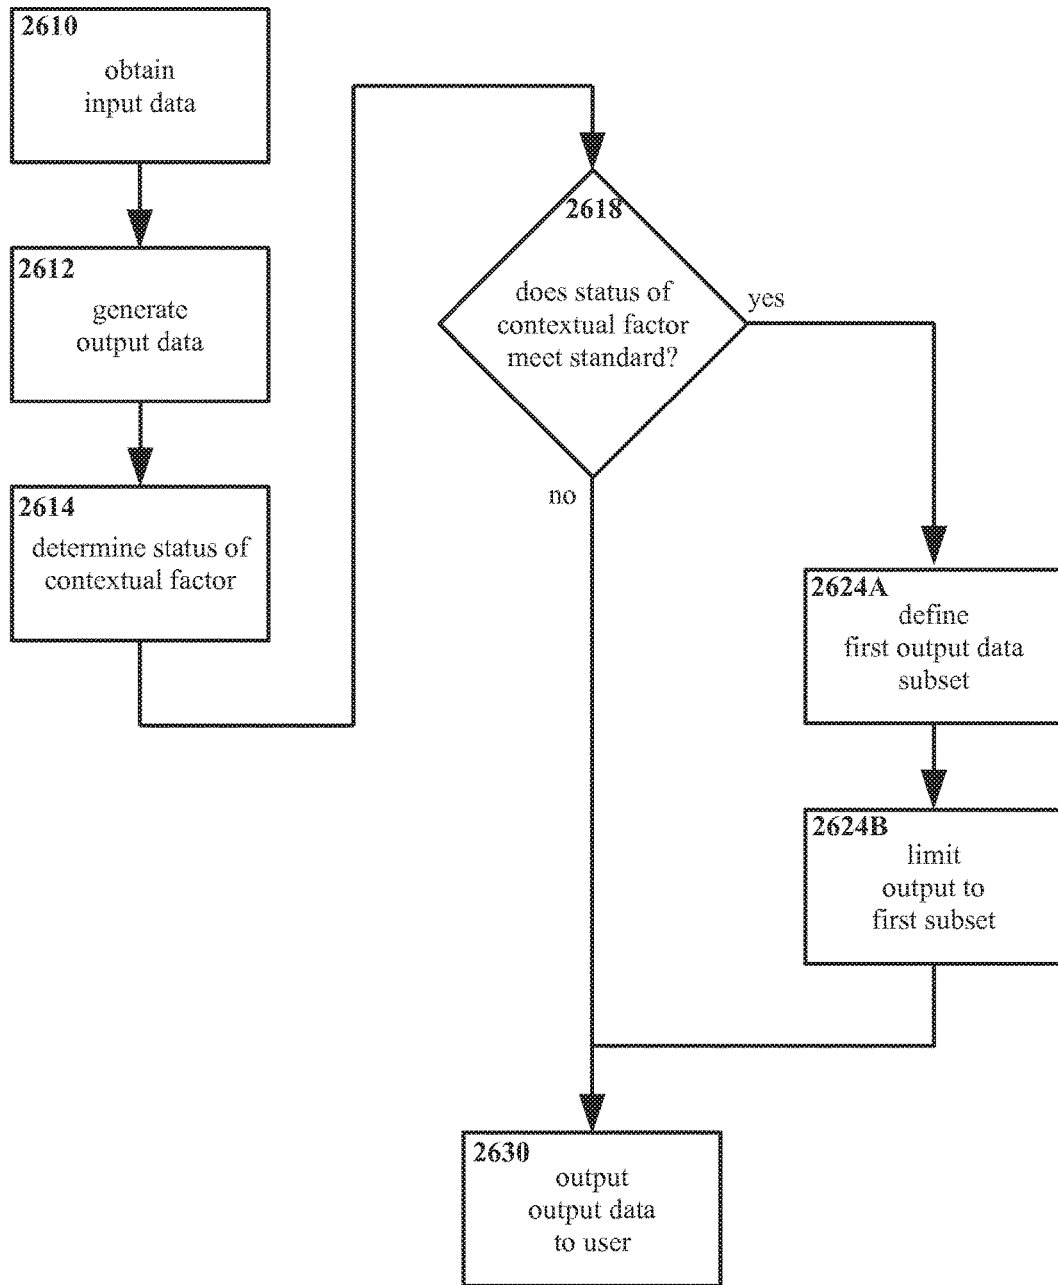 2610
obtain
input data
2612
generate
output data
2614
determine status of
contextual factor
2618
does status of
contextual factor
meet standard?
yes
no
2624A
define
first output data
subset
2624B
limit
output to
first subset
2630
output
output data
to user